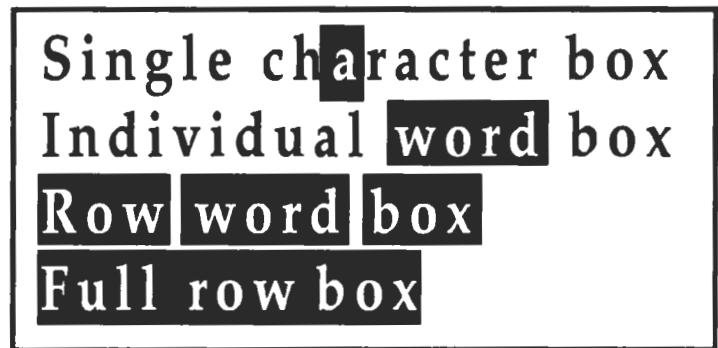 Single character box
Individual word box
Row word box
Full row box